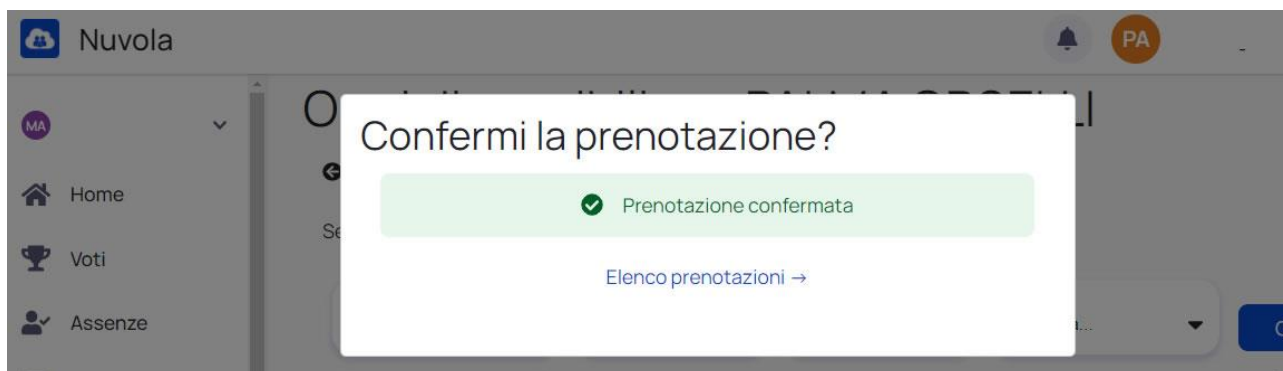 Nuvola
PA
MA
Confermi la prenotazione?
Home
Prenotazione confermata
Voti
Elenco prenotazioni →
Assenze